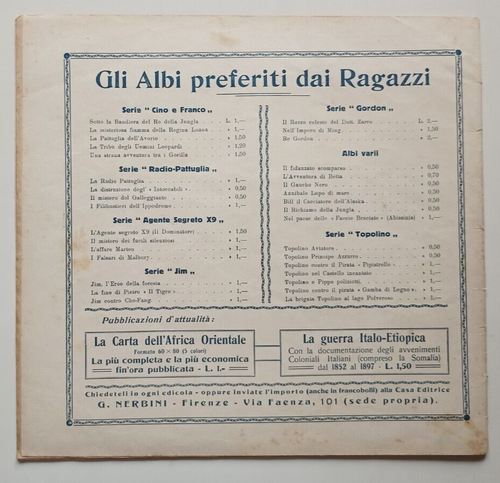 Gli Albi preferiti dai Ragazzi
Serie " Cino e Franco "
Sotto la Bandiera del Re della Jungla L. 1,—
La misteriosa fiamma della Regina Loana » 1,—
La Pattuglia dell'Avorio » 1,50
La Tribù degli Uomini Leopardi » 1,20
Una strana avventura tra i Gorilla » 1,50
Serie " Radio-Pattuglia "
La Radio Pattuglia » 1,—
La distruzione degl' « Intoccabili » » 0,50
Il mistero del Galleggiante » 0,50
I Filibustieri dell'Ippodromo » 1,—
Serie " Agente Segreto X9 "
L'Agente segreto X9 (il Dominatore) » 1,50
Il mistero dei fucili silenziosi » 1,—
L'affare Marten » 1,—
I Falsari di Mallory » 1,—
Serie " Jim "
Jim, l'Eroe della foresta » 1,—
La fine di Pietro « Il Tigre » » 1,—
Jim contro Cho-Fang » 1,—
Serie " Gordon "
Il Razzo celeste del Dott. Zarro L. 2,—
Nell'Impero di Ming » 1,50
Re Gordon » 2,—
Albi varii
Il fidanzato scomparso » 0,50
L'Avventura di Betta » 0,70
Il Gaucho Nero » 0,50
Annibale Lupo di mare » 0,50
Bill il Cacciatore dell'Alaska » 0,50
Il Richiamo della Jungla » 0,50
Nel paese delle « Faccie Bruciate » (Abissinia) » 1,—
Serie " Topolino "
Topolino Aviatore » 0,50
Topolino Principe Azzurro » 0,50
Topolino contro il Pirata « Pipistrello » » 1,—
Topolino nel Castello incantato » 1,—
Topolino e Pippo poliziotti » 1,—
Topolino contro il pirata « Gamba di Legno » » 1,—
La brigata Topolino al lago Polveroso » 1,—
Pubblicazioni d'attualità :
La Carta dell'Africa Orientale
Formato 60 × 80 (5 colori)
La più completa e la più economica
fin'ora pubblicata - L. 1.-
La guerra Italo-Etiopica
Con la documentazione degli avvenimenti
Coloniali Italiani (compreso la Somalia)
dal 1852 al 1897 - L. 1,50
Chiedeteli in ogni edicola - oppure inviate l'importo (anche in francobolli) alla Casa Editrice
G. NERBINI - Firenze - Via Faenza, 101 (sede propria).